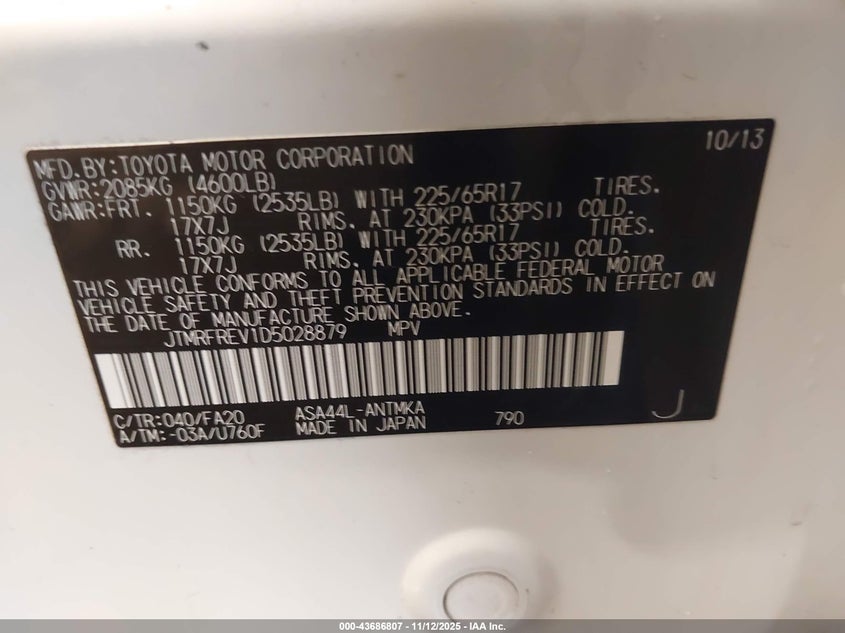 MFD.BY:TOYOTA MOTOR CORPORATION 10/13
GVWR:2085KG (4600LB)
GAWR:FRT. 1150KG (2535LB) WITH 225/65R17 TIRES.
17X7J RIMS. AT 230KPA (33PSI) COLD.
RR. 1150KG (2535LB) WITH 225/65R17 TIRES.
17X7J RIMS. AT 230KPA (33PSI) COLD.
THIS VEHICLE CONFORMS TO ALL APPLICABLE FEDERAL MOTOR
VEHICLE SAFETY AND THEFT PREVENTION STANDARDS IN EFFECT ON
THE DATE OF MANUFACTURE SHOWN ABOVE.
JTMRFREV1D5028879 MPV
C/TR:040/FA20 ASA44L-ANTMKA 790 J
A/TM:-03A/U760F MADE IN JAPAN
000-43686807 - 11/12/2025 - IAA Inc.